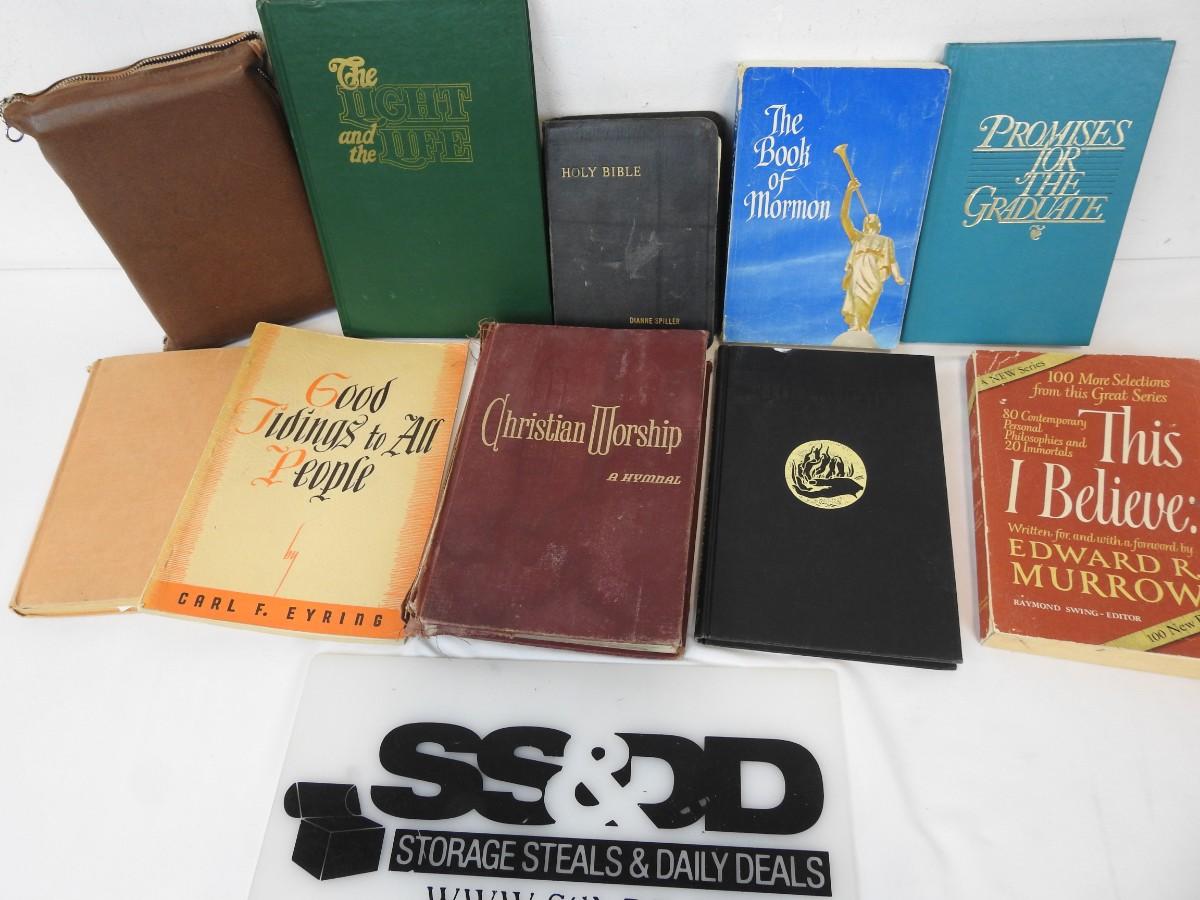 The
LIGHT
and
the LIFE
HOLY BIBLE
DIANNE SPILLER
The
Book
of
Mormon
PROMISES
FOR
THE
GRADUATE
Good
Tidings to All
People
by
CARL F. EYRING
Christian Worship
A HYMNAL
A NEW Series
100 More Selections
from this Great Series
80 Contemporary
Personal
Philosophies and
20 Immortals
This
I Believe:
Written for, and with a foreword by
EDWARD R.
MURROW
RAYMOND SWING - EDITOR
100 New
SS&DD
STORAGE STEALS & DAILY DEALS